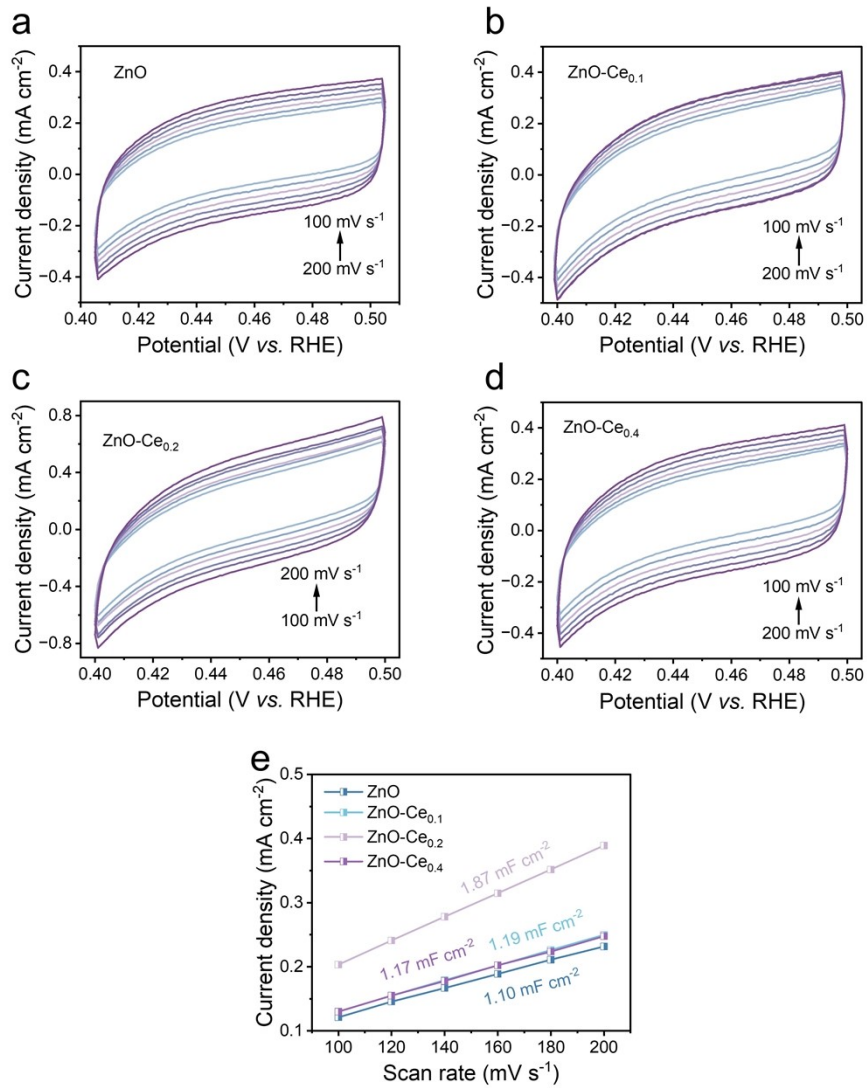 a
ZnO
Current density (mA cm⁻²)
0.4
0.2
0.0
−0.2
−0.4
100 mV s⁻¹
200 mV s⁻¹
0.40 0.42 0.44 0.46 0.48 0.50
Potential (V vs. RHE)
b
ZnO-Ce₀.₁
Current density (mA cm⁻²)
0.4
0.2
0.0
−0.2
−0.4
100 mV s⁻¹
200 mV s⁻¹
0.40 0.42 0.44 0.46 0.48 0.50
Potential (V vs. RHE)
c
ZnO-Ce₀.₂
Current density (mA cm⁻²)
0.8
0.4
0.0
−0.4
−0.8
200 mV s⁻¹
100 mV s⁻¹
0.40 0.42 0.44 0.46 0.48 0.50
Potential (V vs. RHE)
d
ZnO-Ce₀.₄
Current density (mA cm⁻²)
0.4
0.2
0.0
−0.2
−0.4
100 mV s⁻¹
200 mV s⁻¹
0.40 0.42 0.44 0.46 0.48 0.50
Potential (V vs. RHE)
e
Current density (mA cm⁻²)
0.5
0.4
0.3
0.2
0.1
ZnO
ZnO-Ce₀.₁
ZnO-Ce₀.₂
ZnO-Ce₀.₄
1.87 mF cm⁻²
1.19 mF cm⁻²
1.17 mF cm⁻²
1.10 mF cm⁻²
100 120 140 160 180 200
Scan rate (mV s⁻¹)